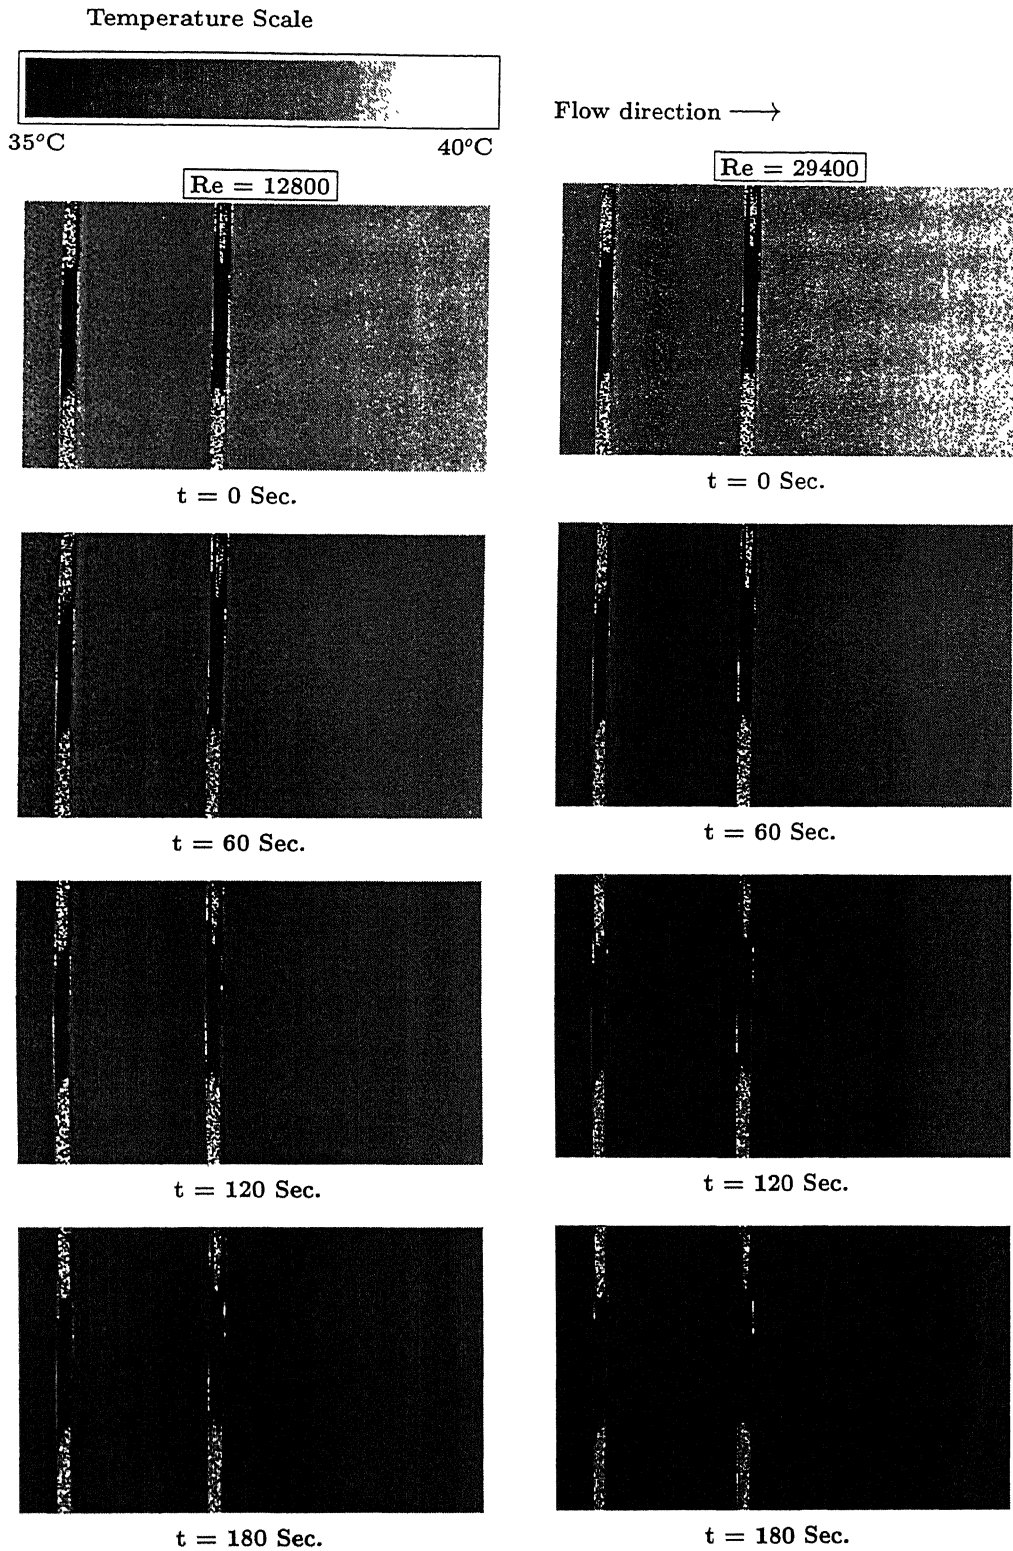 Temperature Scale
35°C
40°C
Flow direction →
Re = 12800
Re = 29400
t = 0 Sec.
t = 0 Sec.
t = 60 Sec.
t = 60 Sec.
t = 120 Sec.
t = 120 Sec.
t = 180 Sec.
t = 180 Sec.